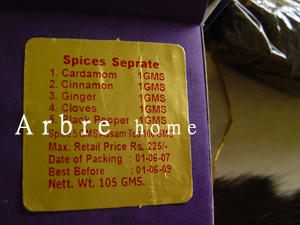 Spices Seprate
1. Cardamom 1GMS
2. Cinnamon 1GMS
3. Ginger 1GMS
4. Cloves 1GMS
5. Black Pepper 1GMS
Arbre home
Max. Retail Price Rs. 225/-
Date of Packing : 01-06-07
Best Before : 01-06-09
Nett. Wt. 105 GMS.